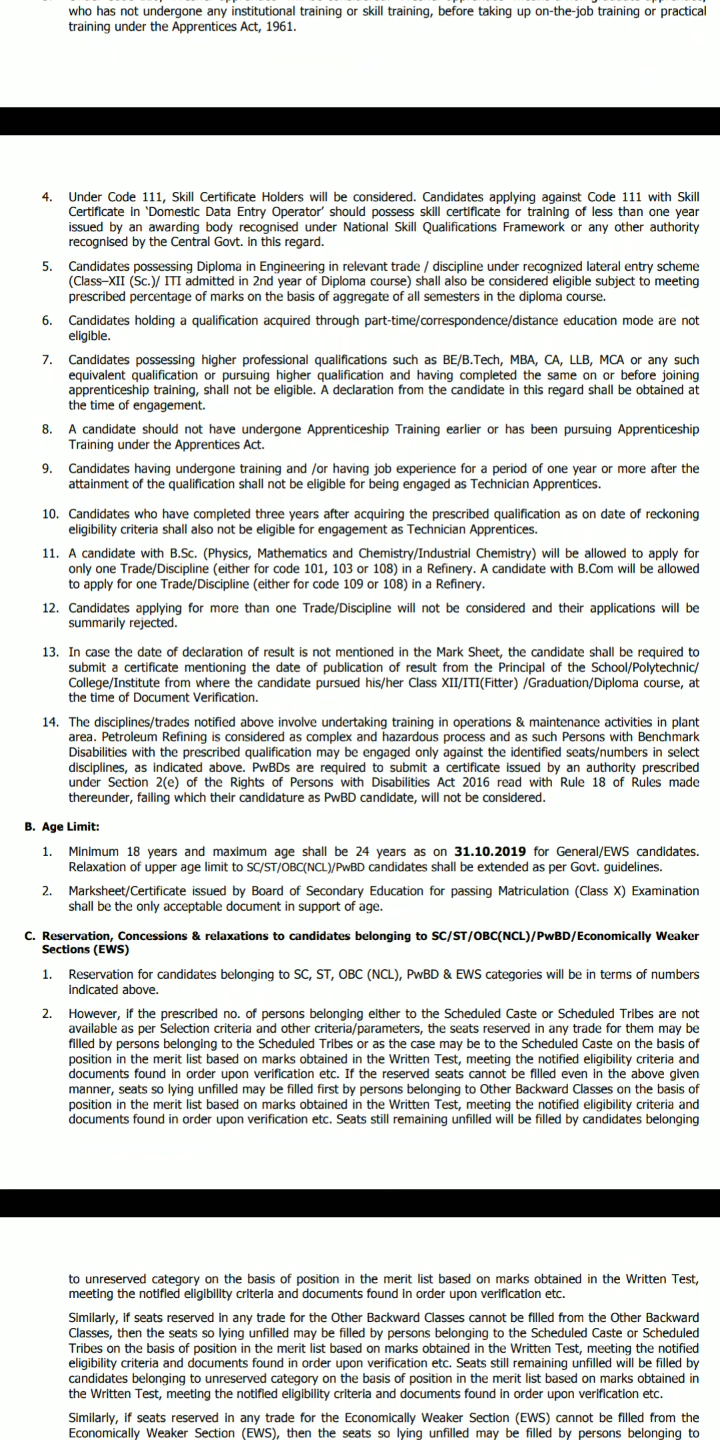 who has not undergone any institutional training or skill training, before taking up on-the-job training or practical
training under the Apprentices Act, 1961.
4. Under Code 111, Skill Certificate Holders will be considered. Candidates applying against Code 111 with Skill
Certificate in 'Domestic Data Entry Operator' should possess skill certificate for training of less than one year
issued by an awarding body recognised under National Skill Qualifications Framework or any other authority
recognised by the Central Govt. in this regard.
5. Candidates possessing Diploma in Engineering in relevant trade / discipline under recognized lateral entry scheme
(Class–XII (Sc.)/ ITI admitted in 2nd year of Diploma course) shall also be considered eligible subject to meeting
prescribed percentage of marks on the basis of aggregate of all semesters in the diploma course.
6. Candidates holding a qualification acquired through part-time/correspondence/distance education mode are not
eligible.
7. Candidates possessing higher professional qualifications such as BE/B.Tech, MBA, CA, LLB, MCA or any such
equivalent qualification or pursuing higher qualification and having completed the same on or before joining
apprenticeship training, shall not be eligible. A declaration from the candidate in this regard shall be obtained at
the time of engagement.
8. A candidate should not have undergone Apprenticeship Training earlier or has been pursuing Apprenticeship
Training under the Apprentices Act.
9. Candidates having undergone training and /or having job experience for a period of one year or more after the
attainment of the qualification shall not be eligible for being engaged as Technician Apprentices.
10. Candidates who have completed three years after acquiring the prescribed qualification as on date of reckoning
eligibility criteria shall also not be eligible for engagement as Technician Apprentices.
11. A candidate with B.Sc. (Physics, Mathematics and Chemistry/Industrial Chemistry) will be allowed to apply for
only one Trade/Discipline (either for code 101, 103 or 108) in a Refinery. A candidate with B.Com will be allowed
to apply for one Trade/Discipline (either for code 109 or 108) in a Refinery.
12. Candidates applying for more than one Trade/Discipline will not be considered and their applications will be
summarily rejected.
13. In case the date of declaration of result is not mentioned in the Mark Sheet, the candidate shall be required to
submit a certificate mentioning the date of publication of result from the Principal of the School/Polytechnic/
College/Institute from where the candidate pursued his/her Class XII/ITI(Fitter) /Graduation/Diploma course, at
the time of Document Verification.
14. The disciplines/trades notified above involve undertaking training in operations & maintenance activities in plant
area. Petroleum Refining is considered as complex and hazardous process and as such Persons with Benchmark
Disabilities with the prescribed qualification may be engaged only against the identified seats/numbers in select
disciplines, as indicated above. PwBDs are required to submit a certificate issued by an authority prescribed
under Section 2(e) of the Rights of Persons with Disabilities Act 2016 read with Rule 18 of Rules made
thereunder, failing which their candidature as PwBD candidate, will not be considered.
B. Age Limit:
1. Minimum 18 years and maximum age shall be 24 years as on 31.10.2019 for General/EWS candidates.
Relaxation of upper age limit to SC/ST/OBC(NCL)/PwBD candidates shall be extended as per Govt. guidelines.
2. Marksheet/Certificate issued by Board of Secondary Education for passing Matriculation (Class X) Examination
shall be the only acceptable document in support of age.
C. Reservation, Concessions & relaxations to candidates belonging to SC/ST/OBC(NCL)/PwBD/Economically Weaker
Sections (EWS)
1. Reservation for candidates belonging to SC, ST, OBC (NCL), PwBD & EWS categories will be in terms of numbers
indicated above.
2. However, if the prescribed no. of persons belonging either to the Scheduled Caste or Scheduled Tribes are not
available as per Selection criteria and other criteria/parameters, the seats reserved in any trade for them may be
filled by persons belonging to the Scheduled Tribes or as the case may be to the Scheduled Caste on the basis of
position in the merit list based on marks obtained in the Written Test, meeting the notified eligibility criteria and
documents found in order upon verification etc. If the reserved seats cannot be filled even in the above given
manner, seats so lying unfilled may be filled first by persons belonging to Other Backward Classes on the basis of
position in the merit list based on marks obtained in the Written Test, meeting the notified eligibility criteria and
documents found in order upon verification etc. Seats still remaining unfilled will be filled by candidates belonging
to unreserved category on the basis of position in the merit list based on marks obtained in the Written Test,
meeting the notified eligibility criteria and documents found in order upon verification etc.
Similarly, if seats reserved in any trade for the Other Backward Classes cannot be filled from the Other Backward
Classes, then the seats so lying unfilled may be filled by persons belonging to the Scheduled Caste or Scheduled
Tribes on the basis of position in the merit list based on marks obtained in the Written Test, meeting the notified
eligibility criteria and documents found in order upon verification etc. Seats still remaining unfilled will be filled by
candidates belonging to unreserved category on the basis of position in the merit list based on marks obtained in
the Written Test, meeting the notified eligibility criteria and documents found in order upon verification etc.
Similarly, if seats reserved in any trade for the Economically Weaker Section (EWS) cannot be filled from the
Economically Weaker Section (EWS), then the seats so lying unfilled may be filled by persons belonging to